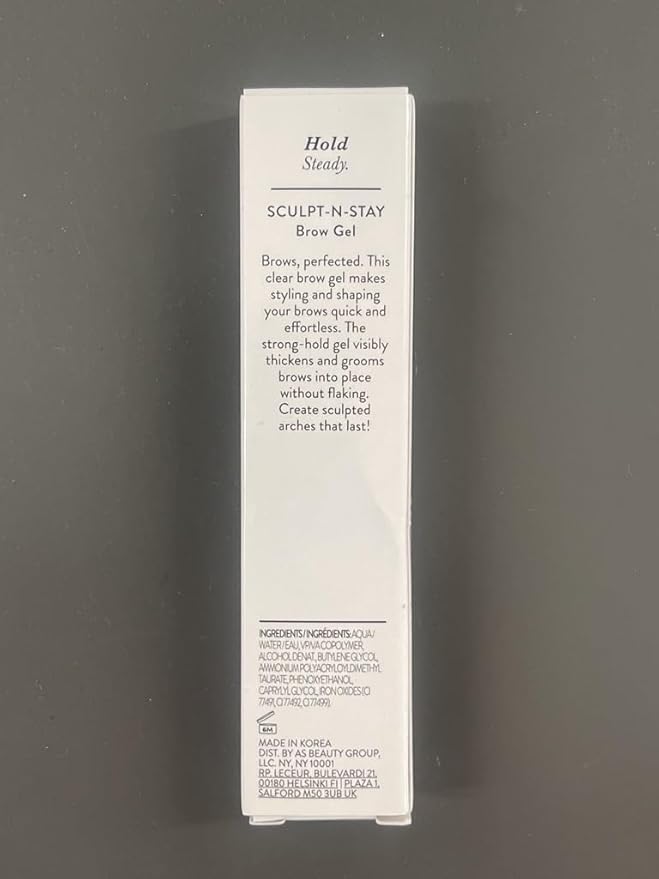 Hold
Steady.
SCULPT-N-STAY
Brow Gel
Brows, perfected. This
clear brow gel makes
styling and shaping
your brows quick and
effortless. The
strong-hold gel visibly
thickens and grooms
brows into place
without flaking.
Create sculpted
arches that last!
INGREDIENTS / INGRÉDIENTS: AQUA /
WATER / EAU, VP/VA COPOLYMER,
ALCOHOL DENAT., BUTYLENE GLYCOL,
AMMONIUM POLYACRYLOYLDIMETHYL
TAURATE, PHENOXYETHANOL,
CAPRYLYL GLYCOL, IRON OXIDES (CI
77491, CI 77492, CI 77499).
6M
MADE IN KOREA
DIST. BY AS BEAUTY GROUP,
LLC. NY, NY 10001
RP. LECEUR, BULEVARDI 21,
00180 HELSINKI FI | PLAZA 1,
SALFORD M50 3UB UK